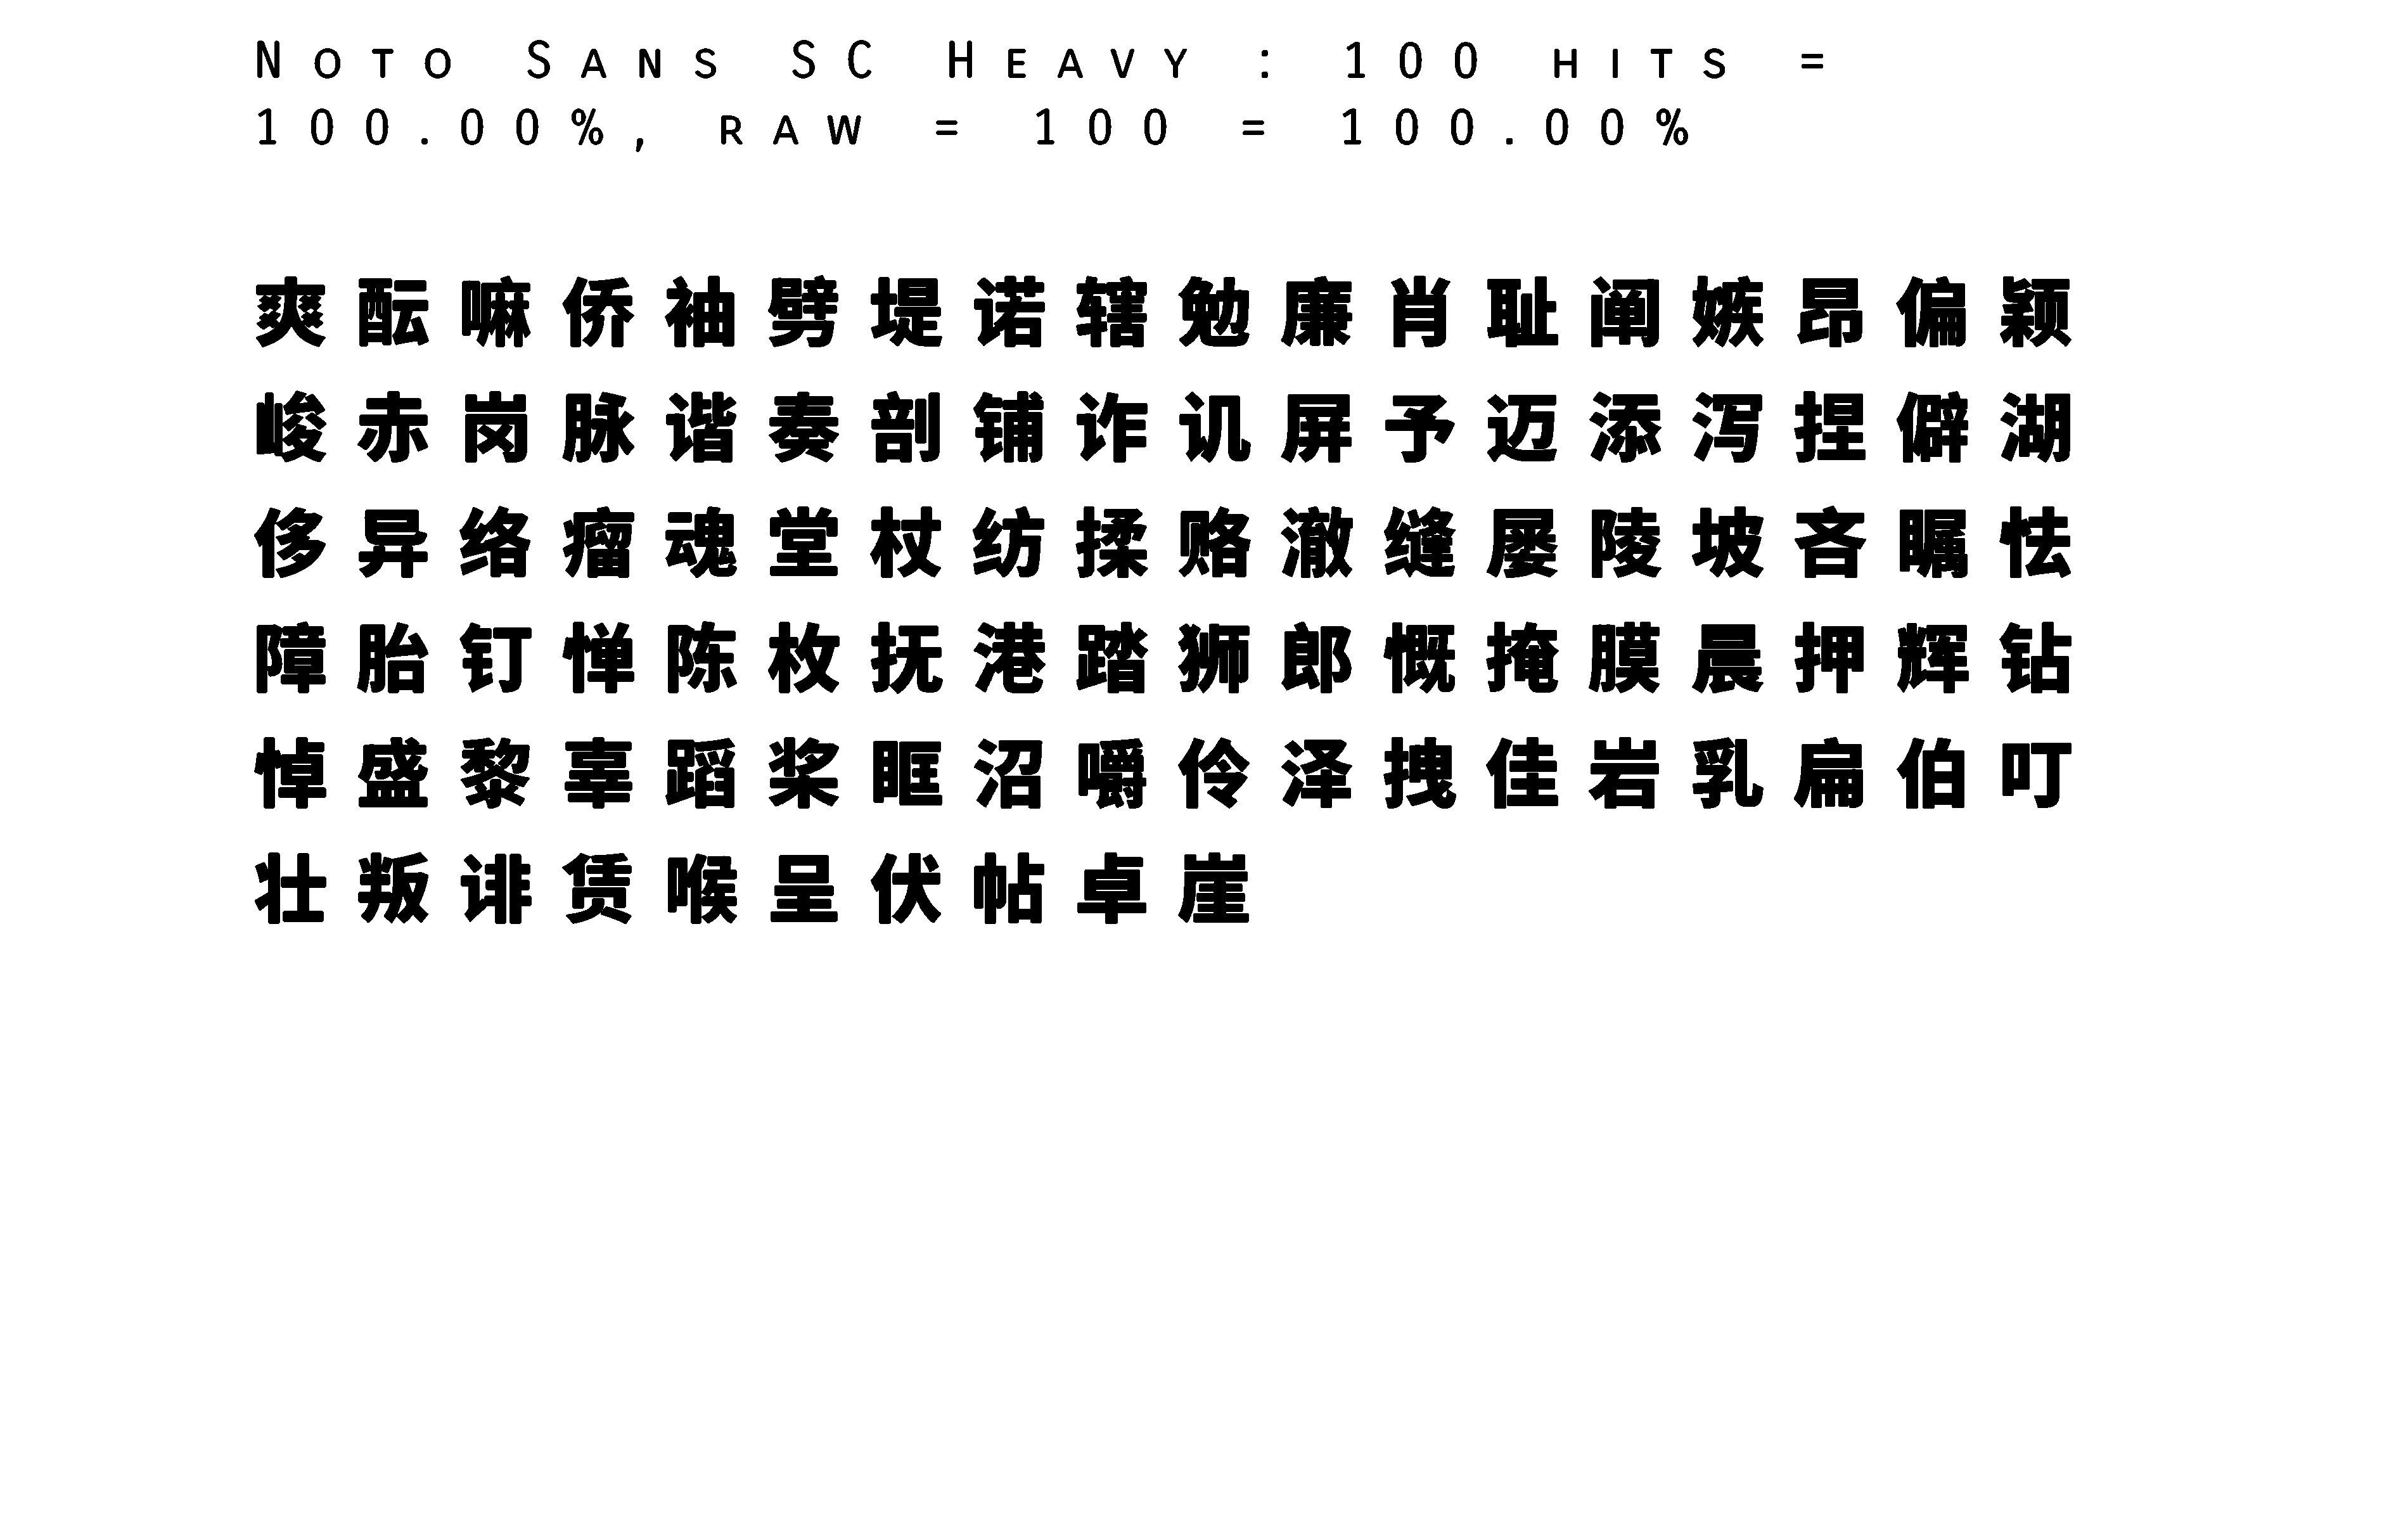 Noto Sans SC Heavy : 100 hits =
100.00%, raw = 100 = 100.00%
爽酝嘛侨袖劈堤诺辖勉廉肖耻阐嫉昂偏颖
峻赤岗脉谐奏剖铺诈讥屏予迈添泻捏僻湖
侈异络瘤魂堂杖纺揉赂澈缝屡陵坡吝瞩怯
障胎钉惮陈枚抚港踏狮郎慨掩膜晨押辉钻
悼盛黎辜蹈桨眶沼嚼伶泽拽佳岩乳扁伯叮
壮叛诽赁喉呈伏帖卓崖